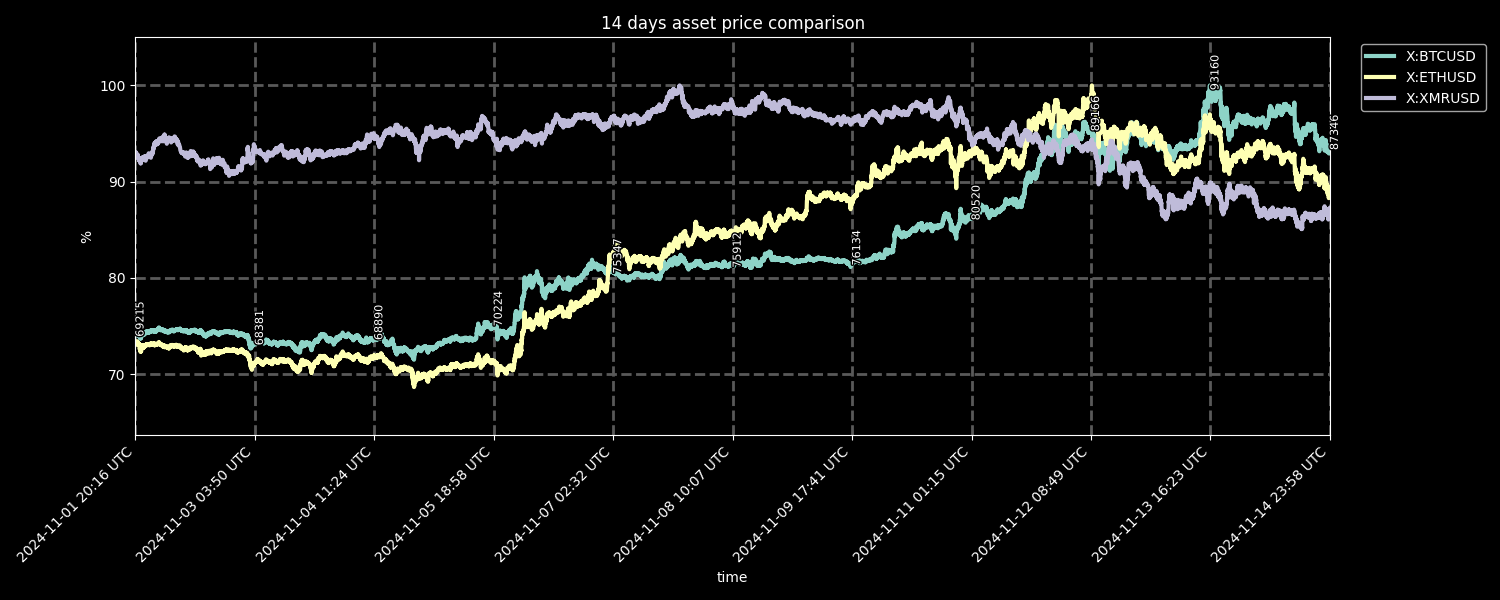 14 days asset price comparison
X:BTCUSD
X:ETHUSD
X:XMRUSD
100
90
80
70
%
69215
68381
68890
70224
75347
75912
76134
80520
89166
93160
87346
2024-11-01 20:16 UTC
2024-11-03 03:50 UTC
2024-11-04 11:24 UTC
2024-11-05 18:58 UTC
2024-11-07 02:32 UTC
2024-11-08 10:07 UTC
2024-11-09 17:41 UTC
2024-11-11 01:15 UTC
2024-11-12 08:49 UTC
2024-11-13 16:23 UTC
2024-11-14 23:58 UTC
time